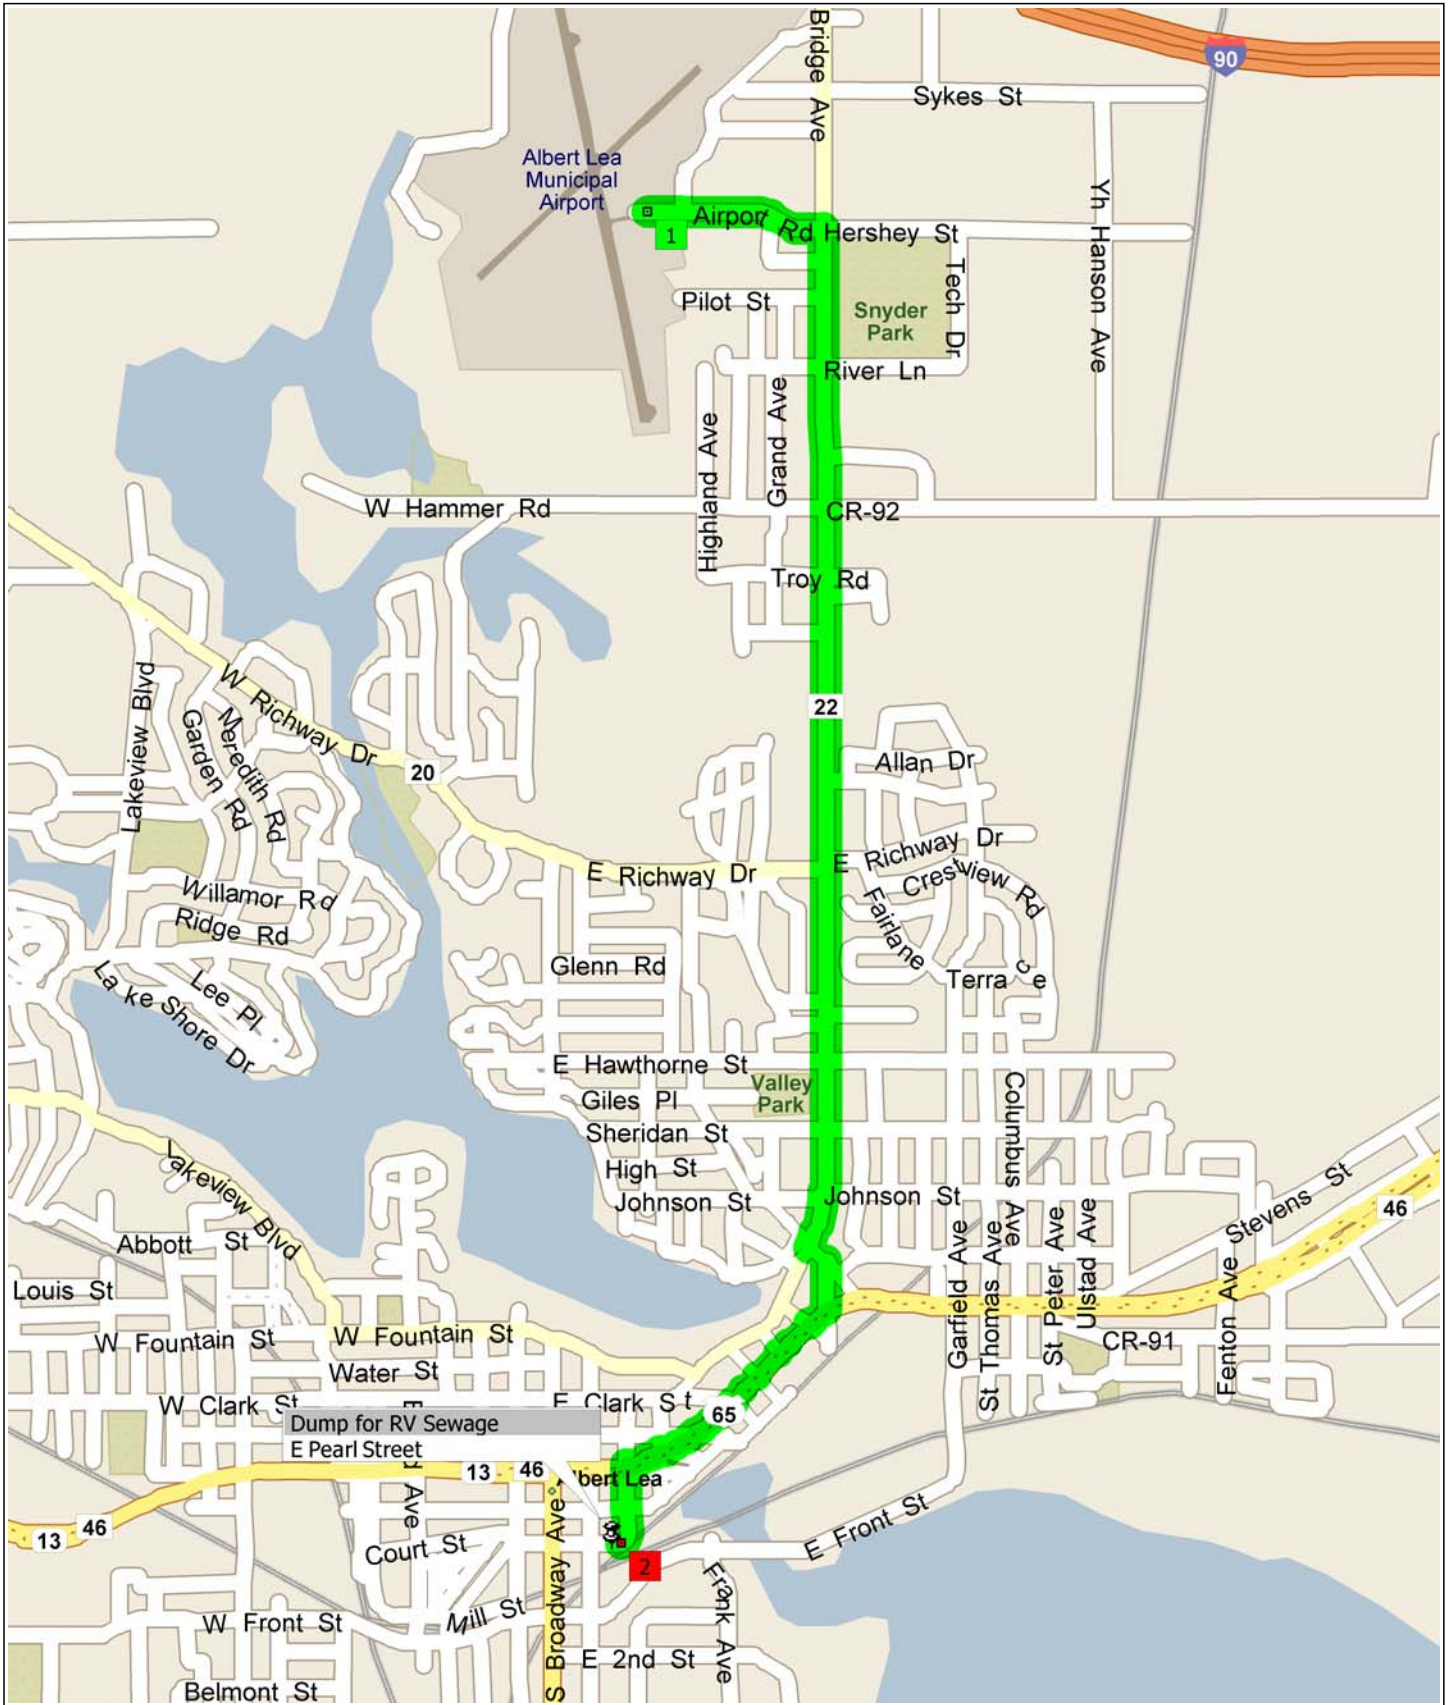 Bridge Ave
90
Sykes St
Albert Lea
Municipal
Airport
Yh Hanson Ave
Airport Rd
Hershey St
1
Tech Dr
Pilot St
Snyder
Park
River Ln
Highland Ave
Grand Ave
W Hammer Rd
CR-92
Troy Rd
Lakeview Blvd
W Richway Dr
22
Garden Rd
Meredith Rd
20
Allan Dr
E Richway Dr
E Richway Dr
Crestview Rd
Willamor Rd
Fairlane
Terrace
Ridge Rd
Glenn Rd
Lee Pl
Lake Shore Dr
E Hawthorne St
Valley
Park
Giles Pl
Columbus Ave
Sheridan St
High St
Johnson St
Johnson St
Lakeview Blvd
Stevens St
46
Abbott St
Garfield Ave
St Thomas Ave
St Peter Ave
Ulstad Ave
Fenton Ave
Louis St
W Fountain St
W Fountain St
CR-91
Water St
W Clark St
E Clark St
65
Dump for RV Sewage
E Pearl Street
13
46
lbert Lea
Ave
13
46
S Broadway Ave
Court St
E Front St
2
Frank Ave
W Front St
Mill St
E 2nd St
Belmont St